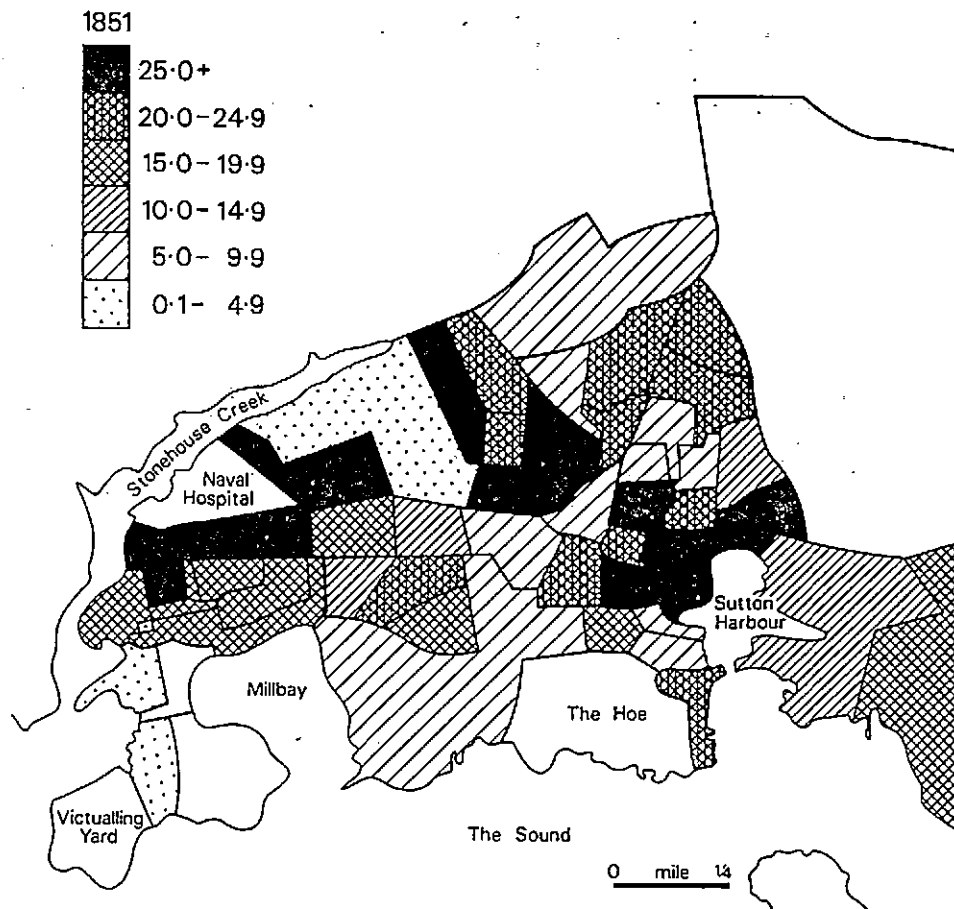 1851
25·0+
20·0-24·9
15·0-19·9
10·0-14·9
5·0- 9·9
0·1- 4·9
Stonehouse Creek
Naval
Hospital
Sutton
Harbour
Millbay
The Hoe
Victualling
Yard
The Sound
0 mile 1/4